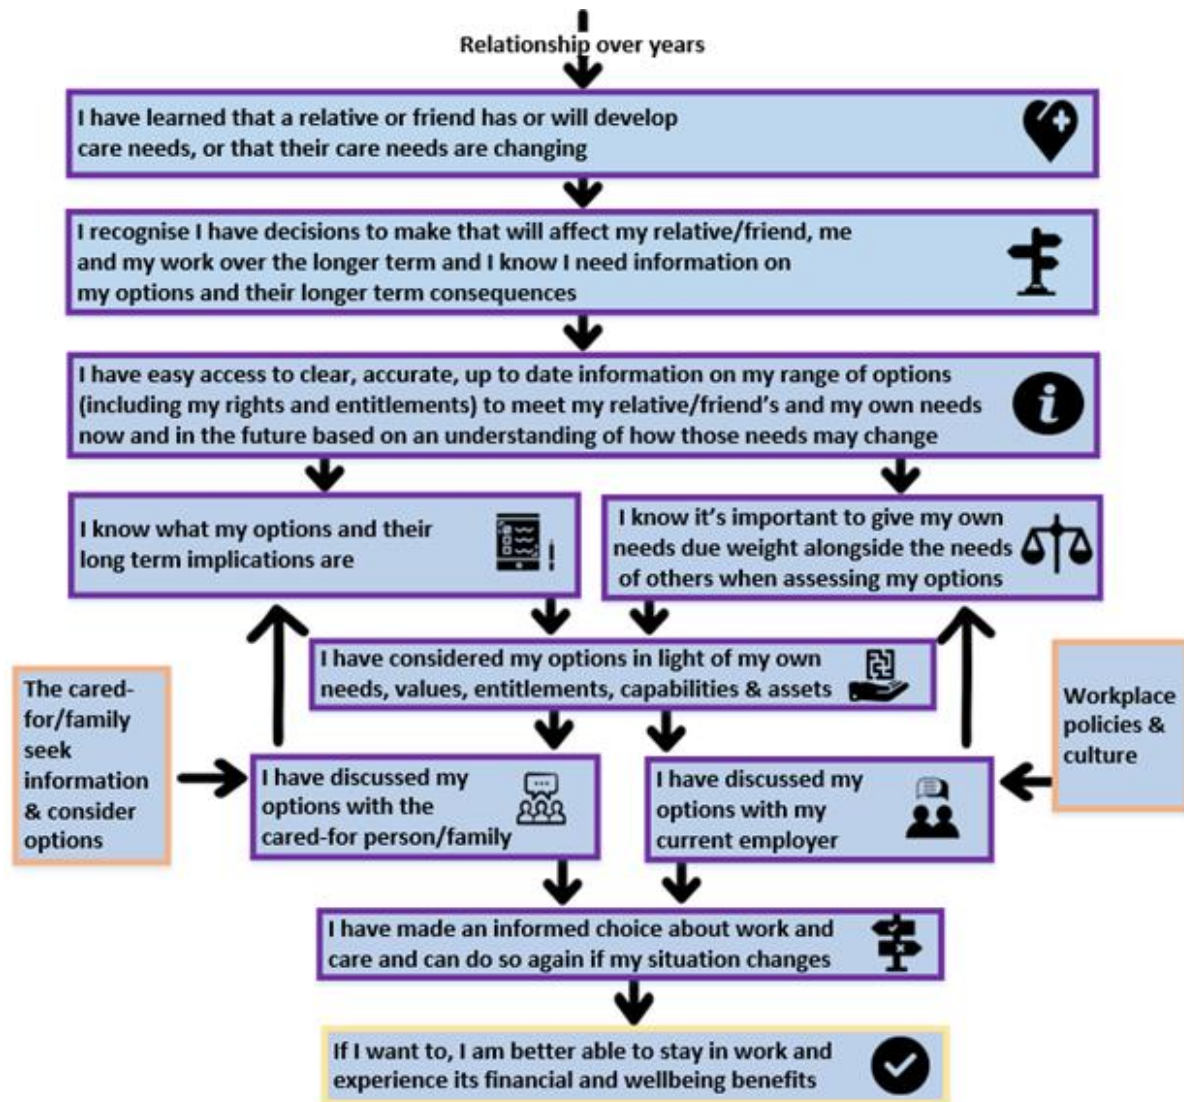 Relationship over years
I have learned that a relative or friend has or will develop
care needs, or that their care needs are changing
I recognise I have decisions to make that will affect my relative/friend, me
and my work over the longer term and I know I need information on
my options and their longer term consequences
I have easy access to clear, accurate, up to date information on my range of options
(including my rights and entitlements) to meet my relative/friend's and my own needs
now and in the future based on an understanding of how those needs may change
I know what my options and their
long term implications are
I know it's important to give my own
needs due weight alongside the needs
of others when assessing my options
I have considered my options in light of my own
needs, values, entitlements, capabilities & assets
The cared-
for/family
seek
information
& consider
options
Workplace
policies &
culture
I have discussed my
options with the
cared-for person/family
I have discussed my
options with my
current employer
I have made an informed choice about work and
care and can do so again if my situation changes
If I want to, I am better able to stay in work and
experience its financial and wellbeing benefits